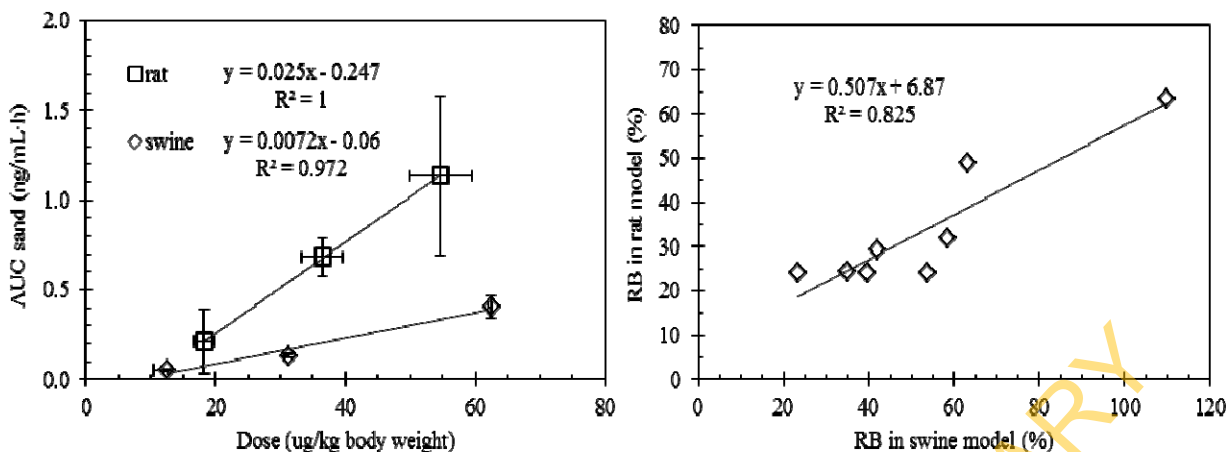 2.0
1.5
1.0
0.5
0.0
AUC sand (ng/mL·h)
rat y = 0.025x - 0.247
R² = 1
swine y = 0.0072x - 0.06
R² = 0.972
0 20 40 60 80
Dose (ug/kg body weight)
80
70
60
50
40
30
20
10
0
RB in rat model (%)
y = 0.507x + 6.87
R² = 0.825
0 20 40 60 80 100 120
RB in swine model (%)
ARY